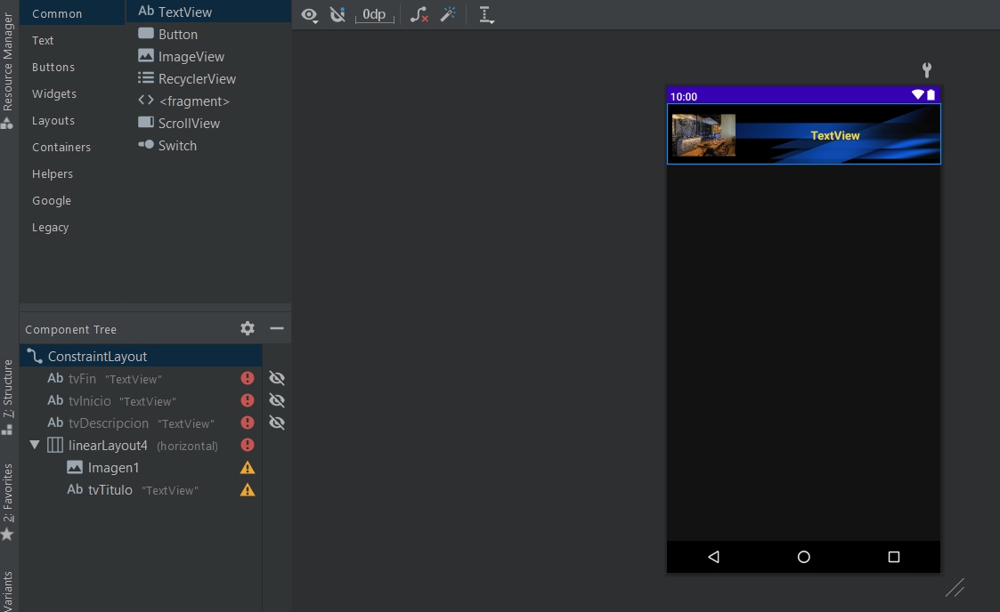 Resource Manager
7: Structure
2: Favorites
Variants
Common
Text
Buttons
Widgets
Layouts
Containers
Helpers
Google
Legacy
Ab TextView
Button
ImageView
RecyclerView
<> <fragment>
ScrollView
Switch
0dp
Component Tree
ConstraintLayout
Ab tvFin "TextView"
Ab tvInicio "TextView"
Ab tvDescripcion "TextView"
linearLayout4 (horizontal)
Imagen1
Ab tvTitulo "TextView"
10:00
TextView